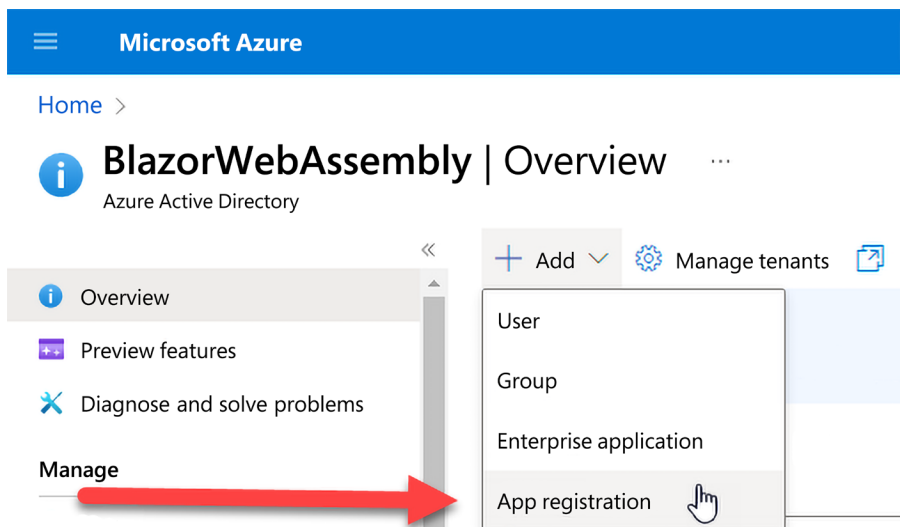 Microsoft Azure
Home >
BlazorWebAssembly | Overview ...
Azure Active Directory
«
+ Add Manage tenants
Overview
User
Preview features
Group
Diagnose and solve problems
Enterprise application
Manage
App registration